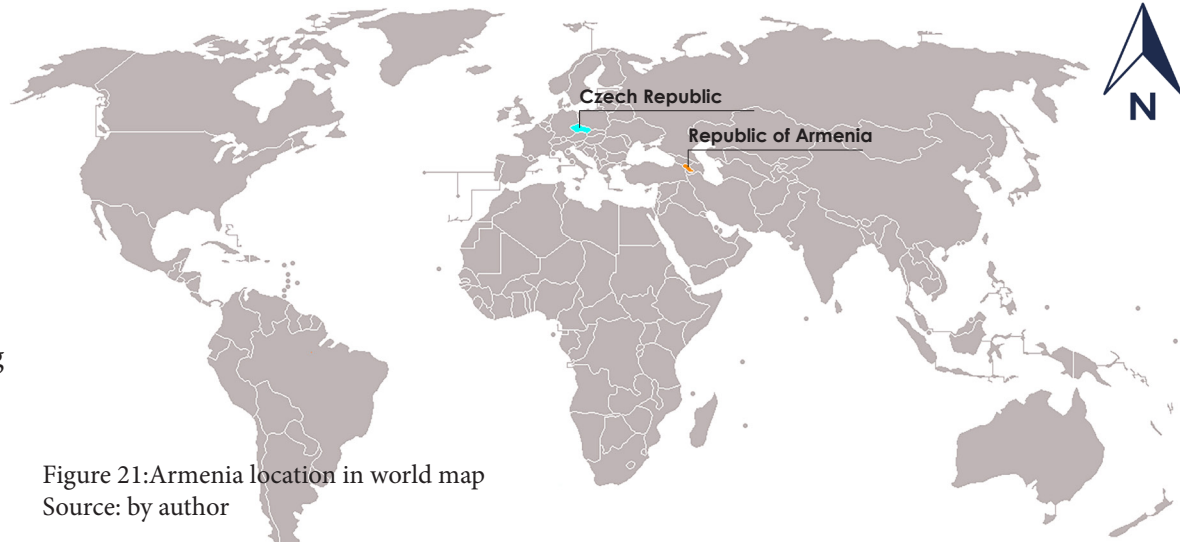 Czech Republic
Republic of Armenia
N
g
Figure 21:Armenia location in world map
Source: by author